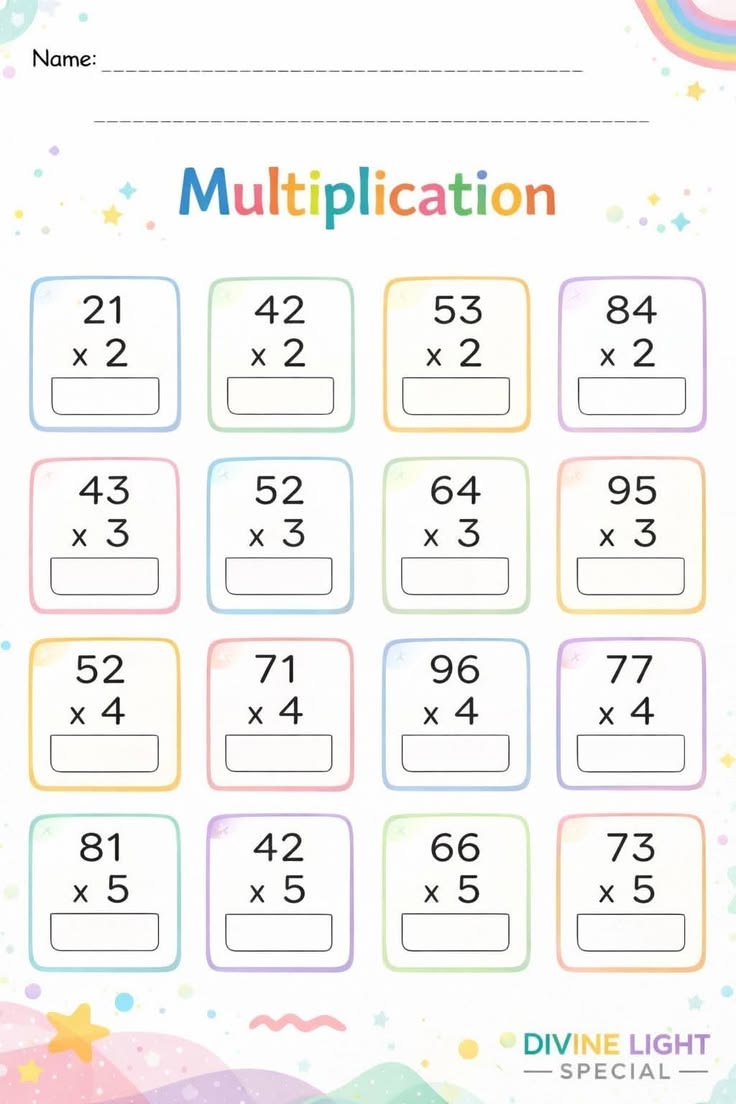 Name:
Multiplication
21 42 53 84
x 2 x 2 x 2 x 2
43 52 64 95
x 3 x 3 x 3 x 3
52 71 96 77
x 4 x 4 x 4 x 4
81 42 66 73
x 5 x 5 x 5 x 5
DIVINE LIGHT
SPECIAL